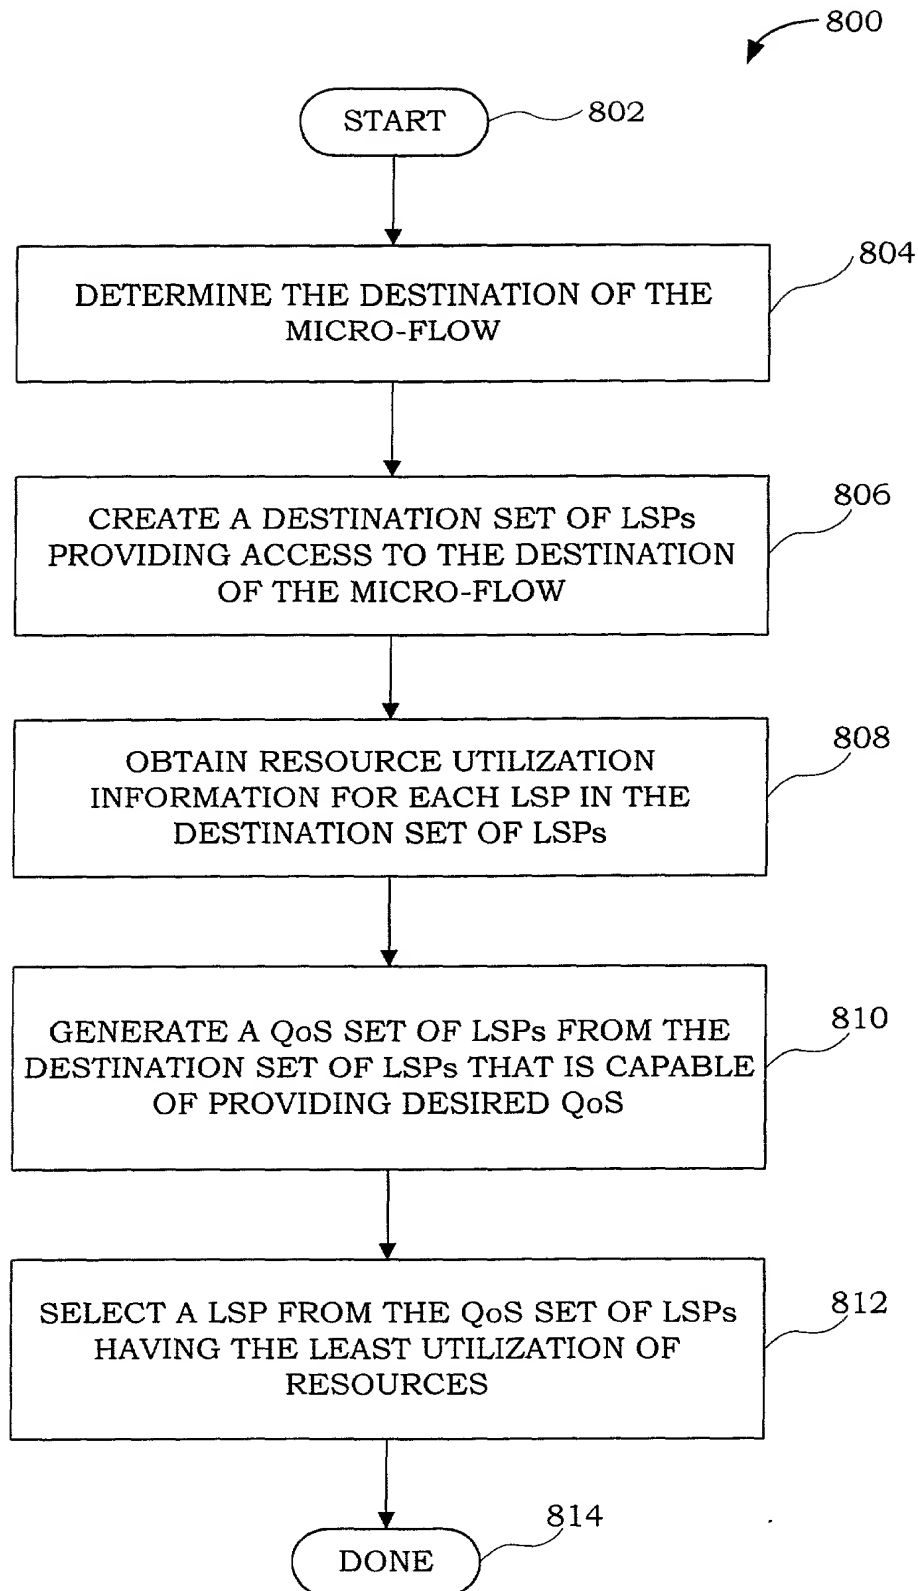 800
START
802
804
DETERMINE THE DESTINATION OF THE
MICRO-FLOW
806
CREATE A DESTINATION SET OF LSPs
PROVIDING ACCESS TO THE DESTINATION
OF THE MICRO-FLOW
808
OBTAIN RESOURCE UTILIZATION
INFORMATION FOR EACH LSP IN THE
DESTINATION SET OF LSPs
810
GENERATE A QoS SET OF LSPs FROM THE
DESTINATION SET OF LSPs THAT IS CAPABLE
OF PROVIDING DESIRED QoS
812
SELECT A LSP FROM THE QoS SET OF LSPs
HAVING THE LEAST UTILIZATION OF
RESOURCES
814
DONE